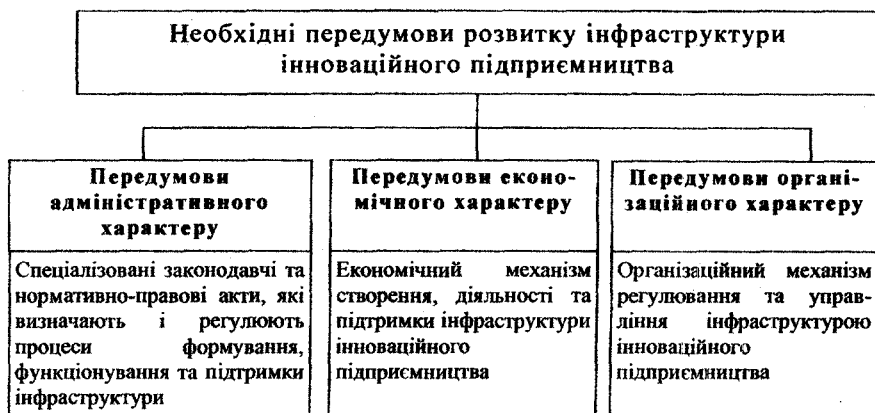 Необхідні передумови розвитку інфраструктури
інноваційного підприємництва
Передумови
адміністративного
характеру
Спеціалізовані законодавчі та
нормативно-правові акти, які
визначають і регулюють
процеси формування,
функціонування та підтримки
інфраструктури
Передумови еконо-
мічного характеру
Економічний механізм
створення, діяльності та
підтримки інфраструктури
інноваційного
підприємництва
Передумови органі-
заційного характеру
Організаційний механізм
регулювання та управ-
ління інфраструктурою
інноваційного
підприємництва